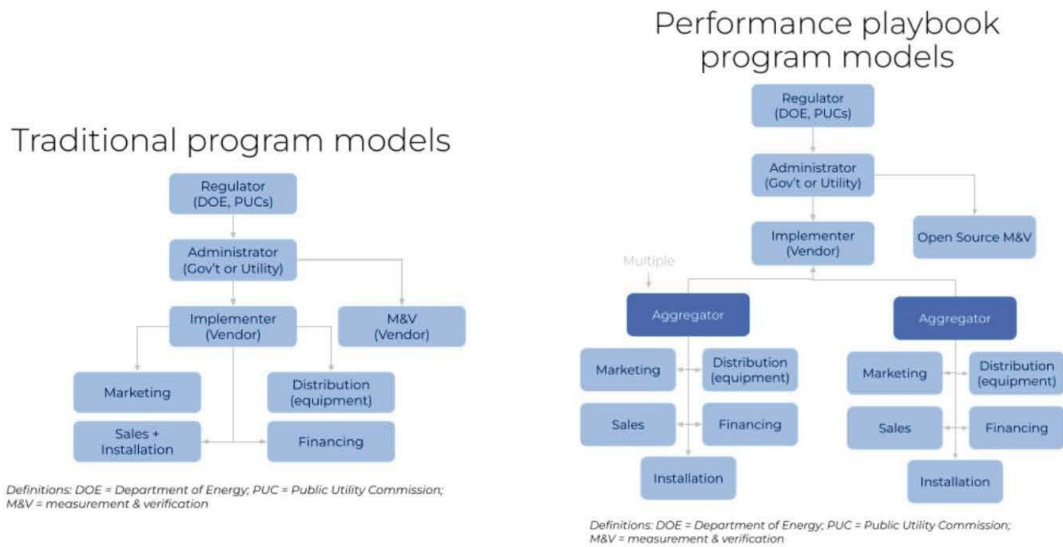 Traditional program models
Regulator
(DOE, PUCs)
Administrator
(Gov't or Utility)
Implementer
(Vendor)
M&V
(Vendor)
Marketing
Distribution
(equipment)
Sales +
Installation
Financing
Definitions: DOE = Department of Energy; PUC = Public Utility Commission;
M&V = measurement & verification
Performance playbook
program models
Regulator
(DOE, PUCs)
Administrator
(Gov't or Utility)
Implementer
(Vendor)
Open Source M&V
Multiple
Aggregator
Marketing
Distribution
(equipment)
Sales
Financing
Installation
Aggregator
Marketing
Distribution
(equipment)
Sales
Financing
Installation
Definitions: DOE = Department of Energy; PUC = Public Utility Commission;
M&V = measurement & verification